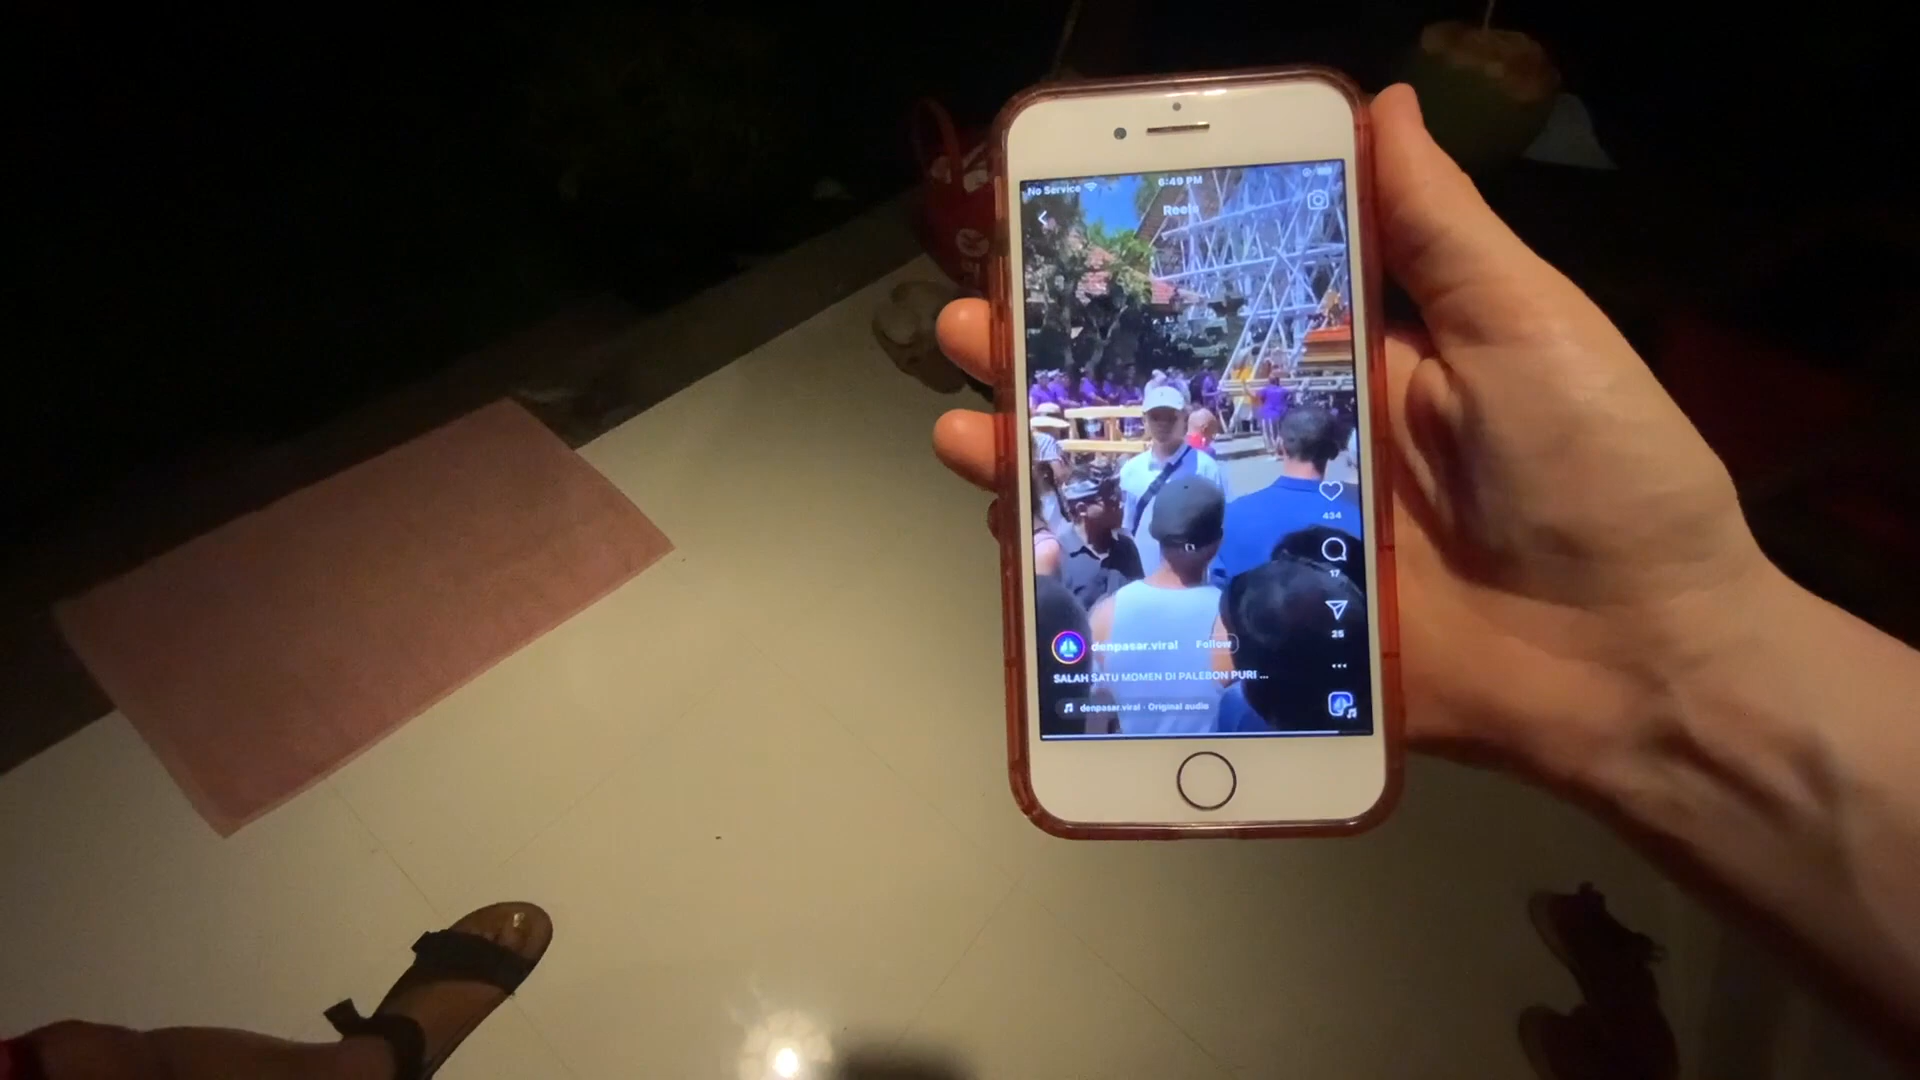 No Service
6:49 PM
Reels
434
17
25
denpasar.viral Follow
SALAH SATU MOMEN DI PALEBON PURI ...
denpasar.viral · Original audio